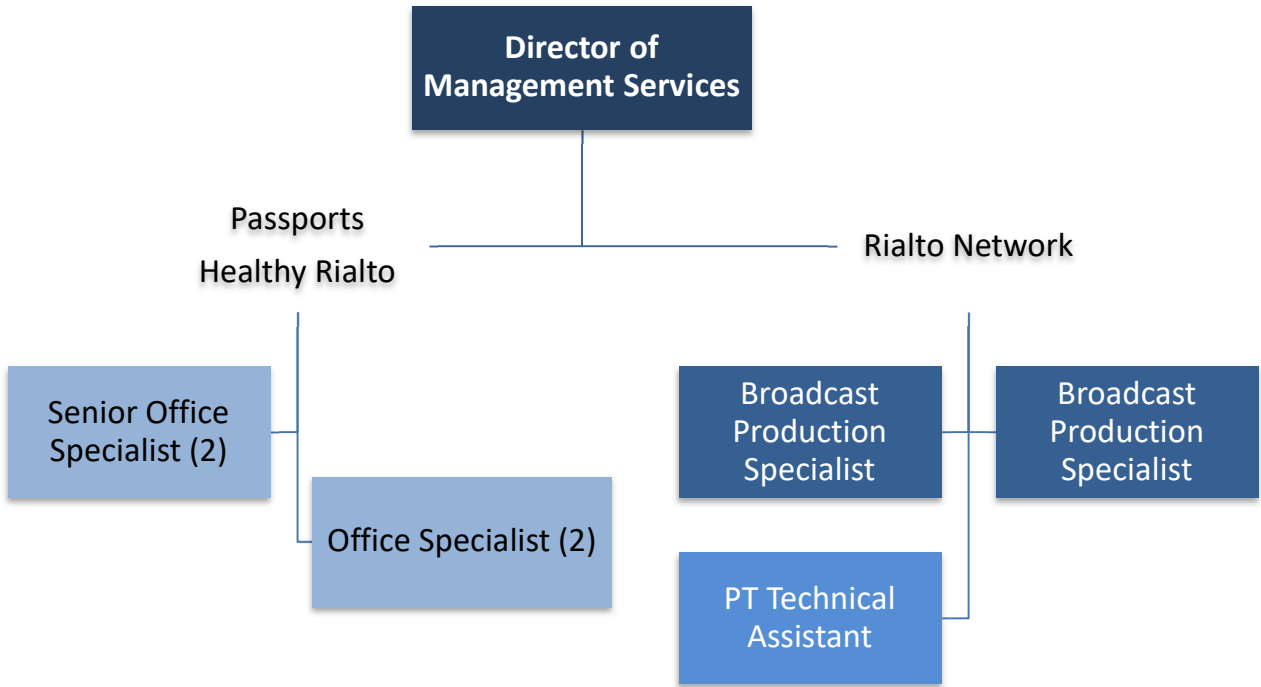 Director of
Management Services
Passports
Healthy Rialto
Rialto Network
Senior Office
Specialist (2)
Office Specialist (2)
Broadcast
Production
Specialist
Broadcast
Production
Specialist
PT Technical
Assistant